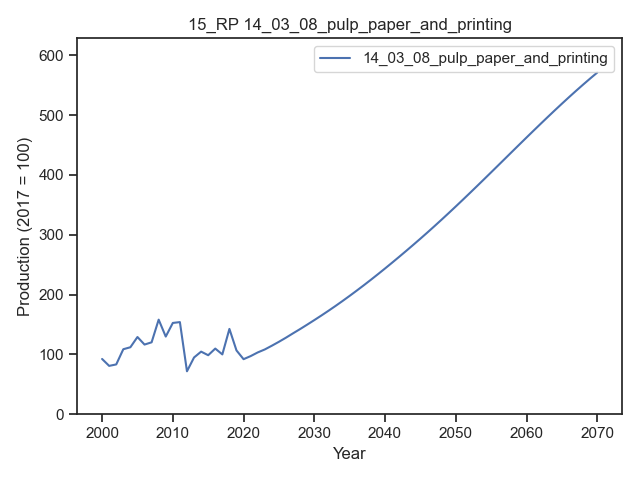 15_RP 14_03_08_pulp_paper_and_printing
14_03_08_pulp_paper_and_printing
600
500
400
300
200
100
0
Production (2017 = 100)
2000 2010 2020 2030 2040 2050 2060 2070
Year